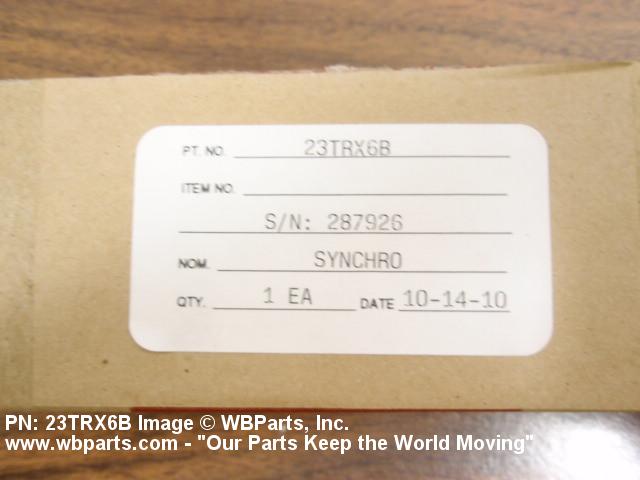 PT. NO. 23TRX6B
ITEM NO.
S/N: 287926
NOM. SYNCHRO
QTY. 1 EA DATE 10-14-10
PN: 23TRX6B Image © WBParts, Inc.
www.wbparts.com - "Our Parts Keep the World Moving"